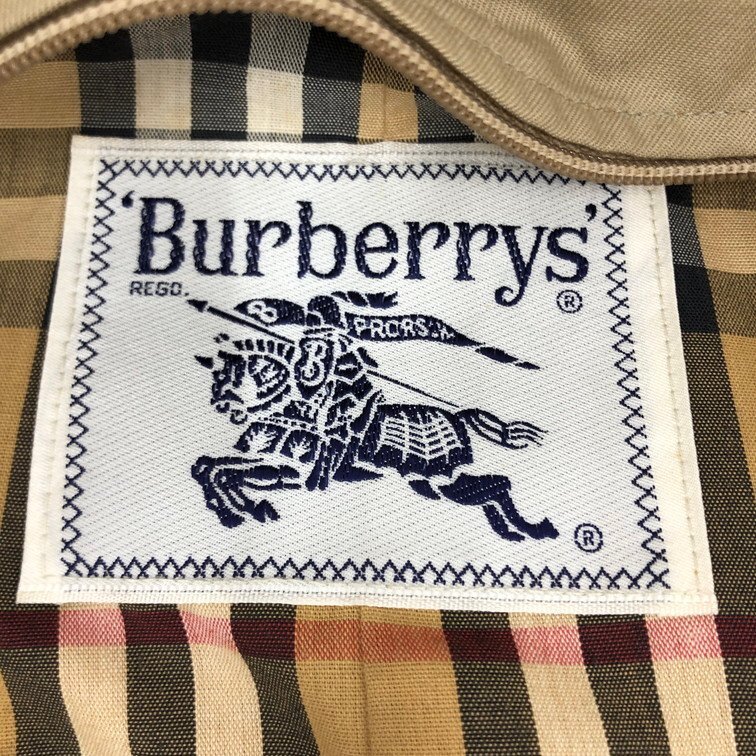 'Burberrys'
REGD. ®
PRORSUM
B
®